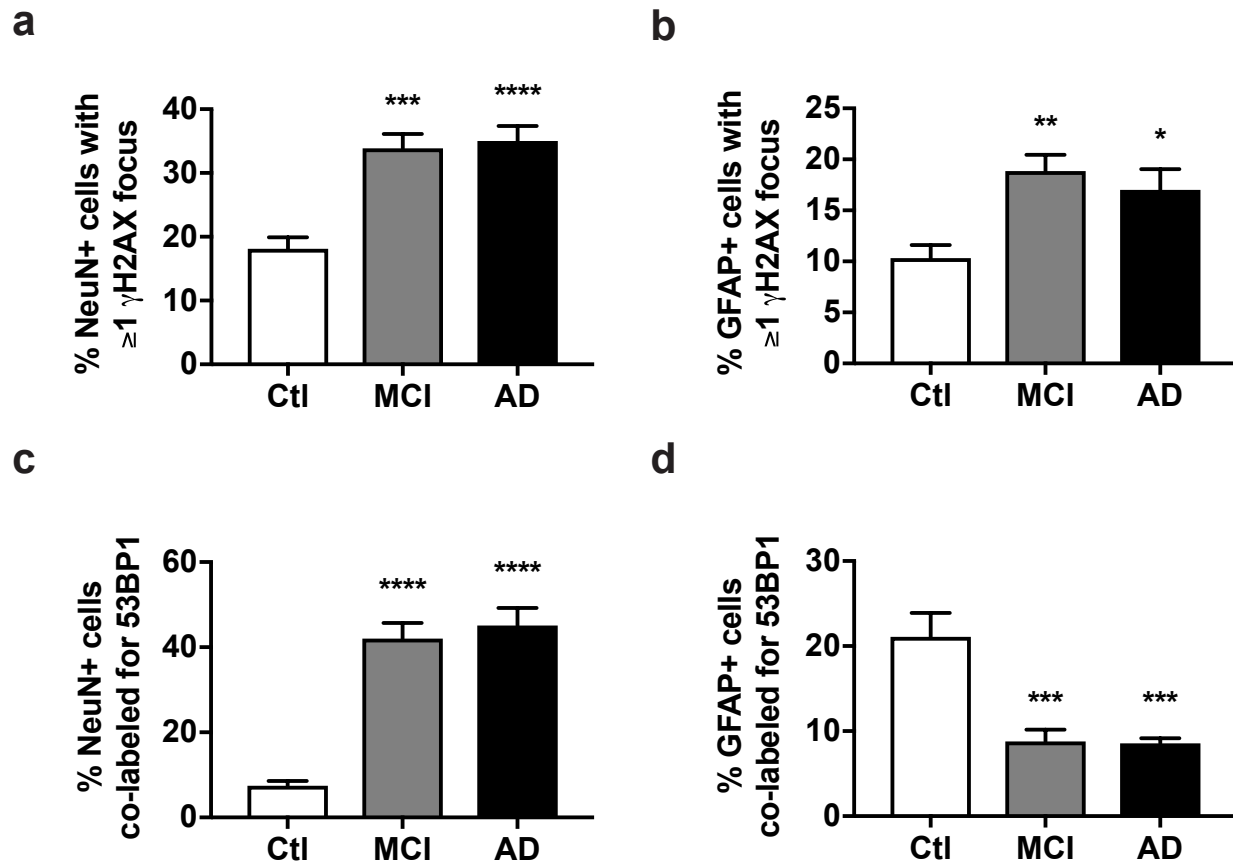 a
% NeuN+ cells with
≥1 γH2AX focus
40
30
20
10
0
***
****
Ctl MCI AD
b
% GFAP+ cells with
≥1 γH2AX focus
25
20
15
10
5
0
**
*
Ctl MCI AD
c
% NeuN+ cells
co-labeled for 53BP1
60
40
20
0
****
****
Ctl MCI AD
d
% GFAP+ cells
co-labeled for 53BP1
30
20
10
0
***
***
Ctl MCI AD